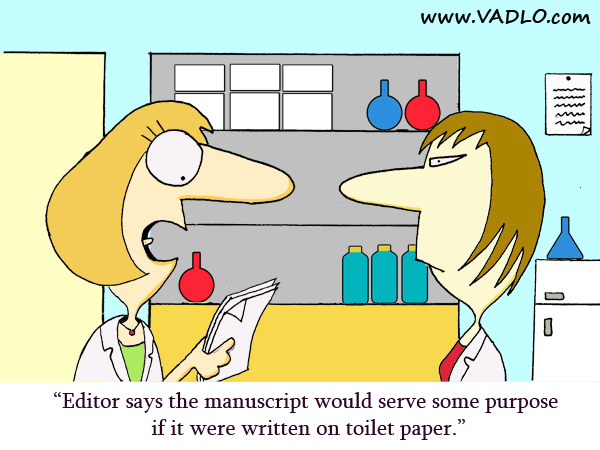 www.VADLO.com
“Editor says the manuscript would serve some purpose
if it were written on toilet paper.”